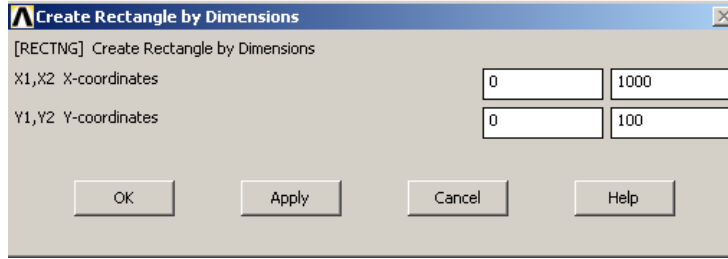 Create Rectangle by Dimensions
[RECTNG] Create Rectangle by Dimensions
X1,X2 X-coordinates 0 1000
Y1,Y2 Y-coordinates 0 100
OK Apply Cancel Help